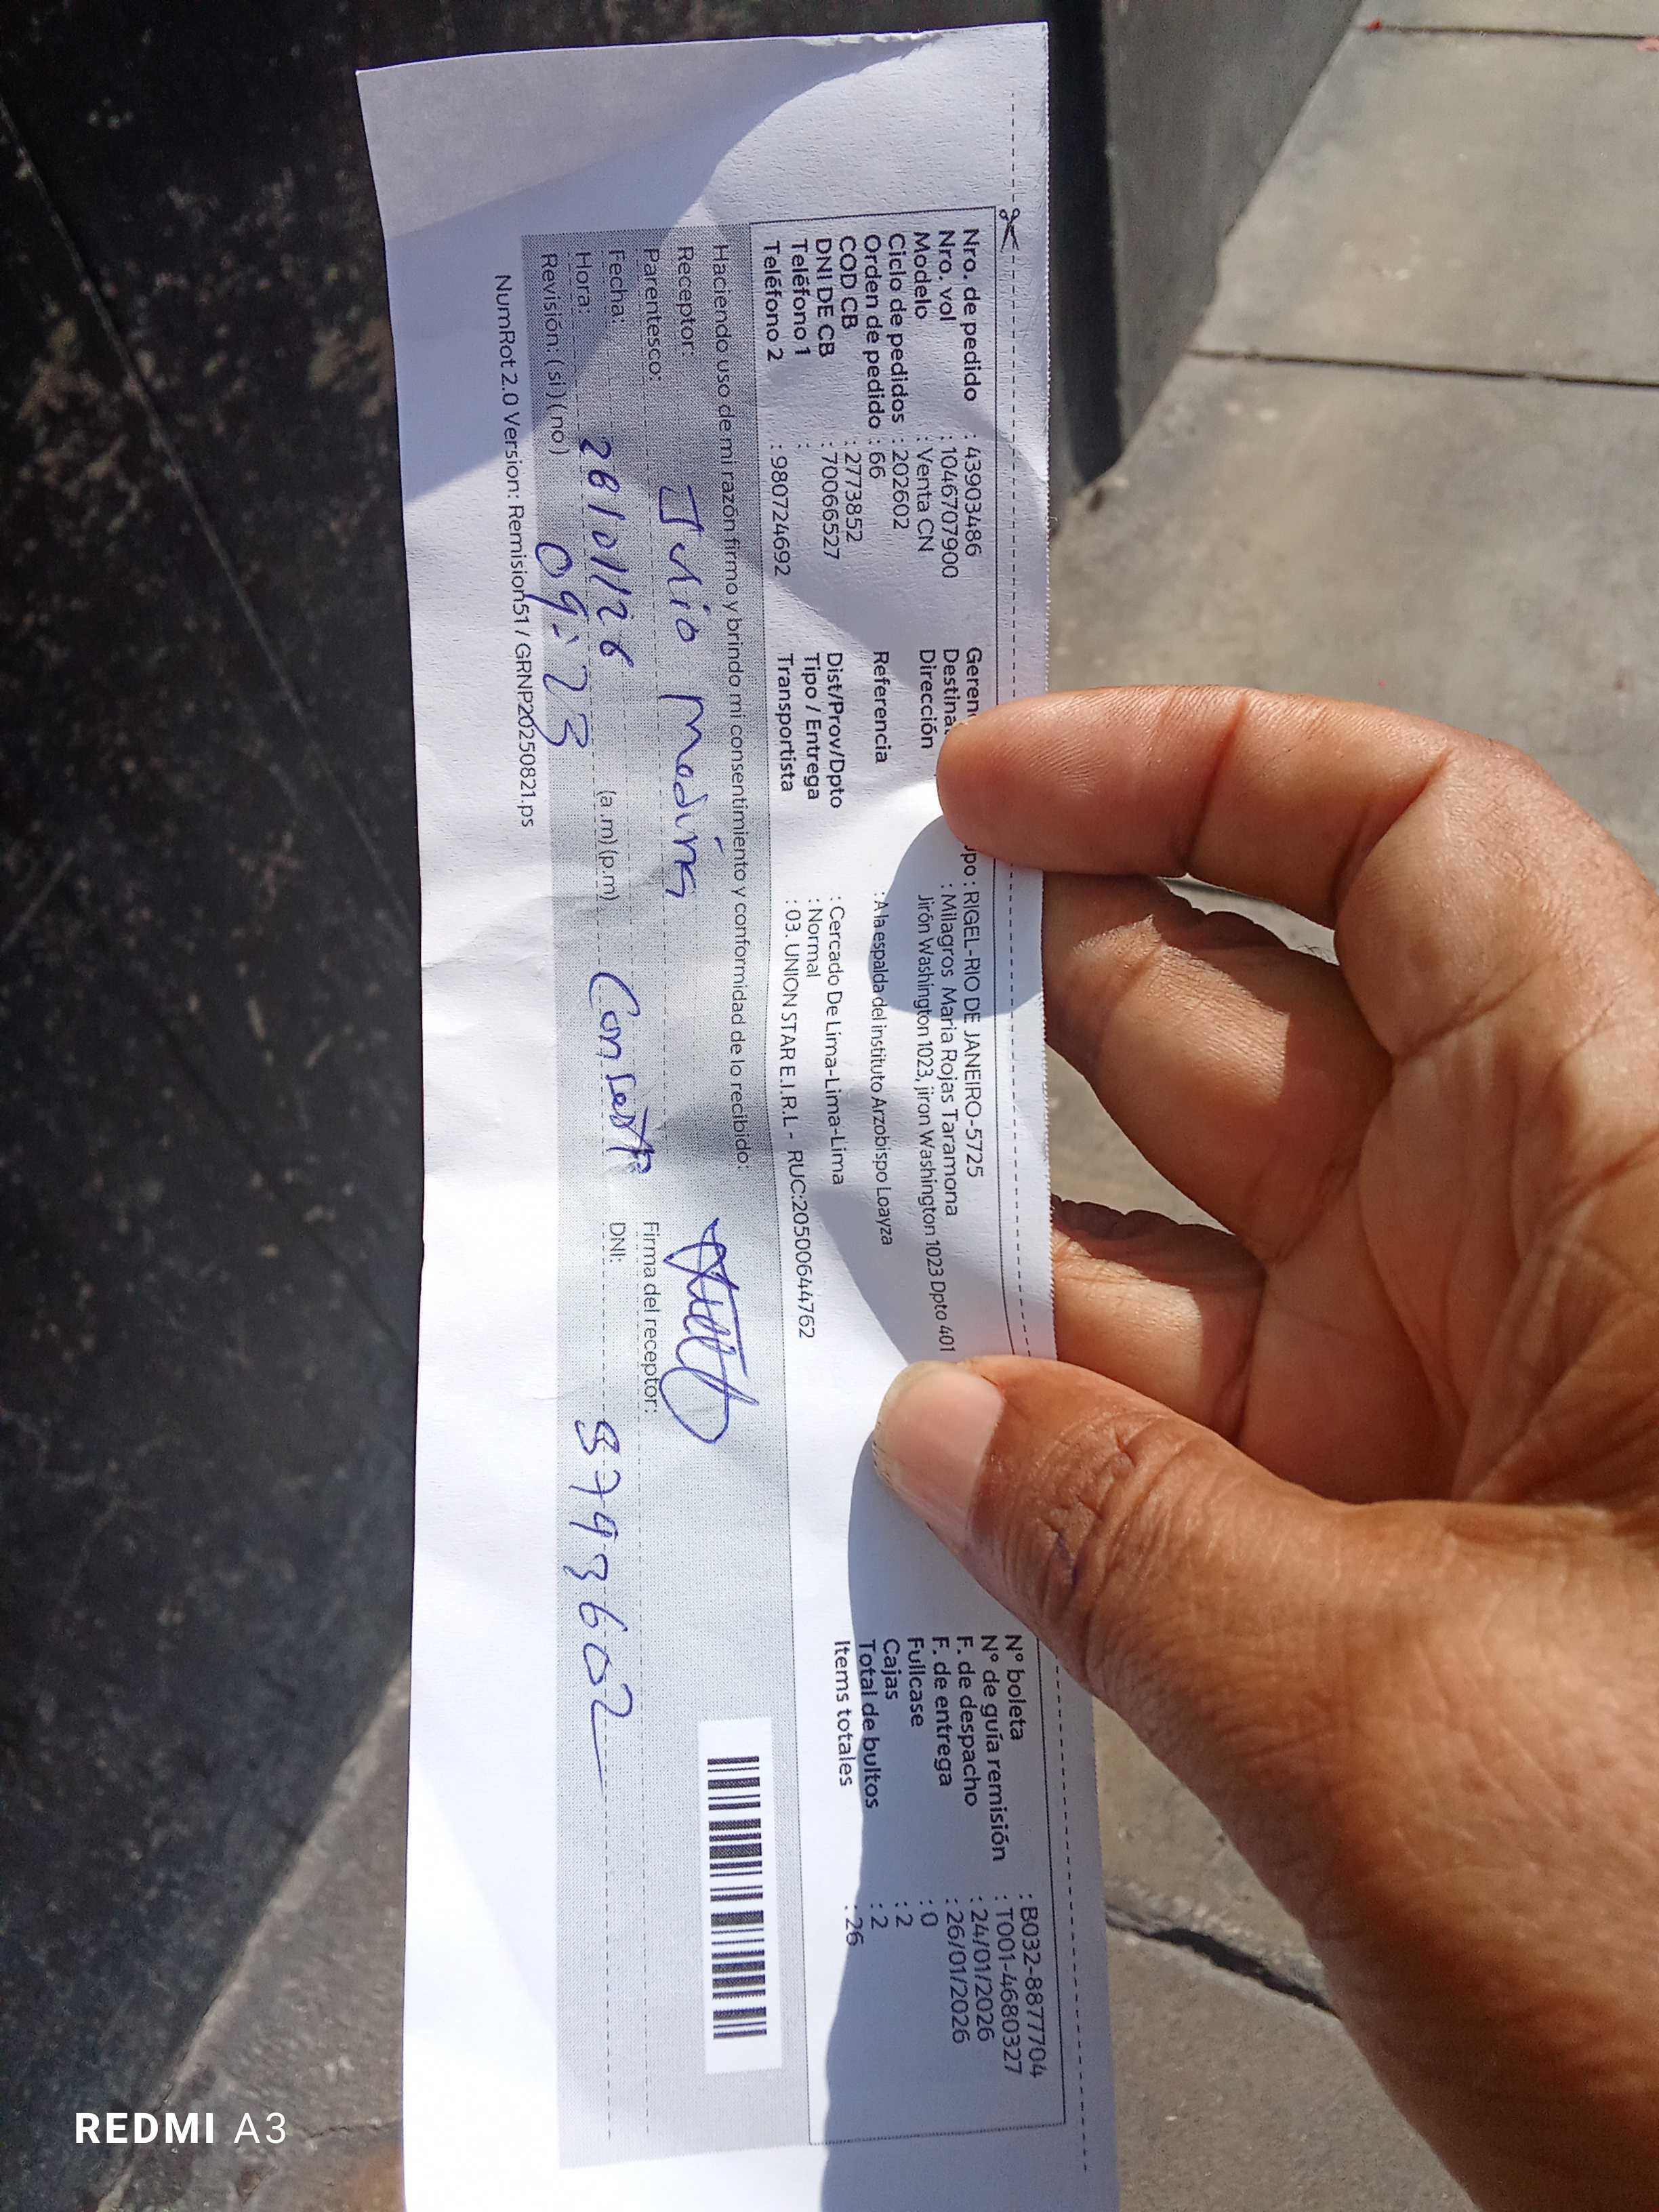 Nro. de pedido : 43903486
Nro. vol : 1046707900
Modelo : Venta CN
Ciclo de pedidos : 202602
Orden de pedido : 66
COD CB : 2773852
DNI DE CB : 70066527
Teléfono 1 :
Teléfono 2 : 980724692
: RIGEL-RIO DE JANEIRO-5725
: Milagros Maria Rojas Taramona
Dirección Jirón Washington 1023, jiron Washington 1023 Dpto 401
Referencia : A la espalda del instituto Arzobispo Loayza
Dist/Prov/Dpto : Cercado De Lima-Lima-Lima
Tipo / Entrega : Normal
Transportista : 03. UNION STAR E.I.R.L - RUC:20500644762
Nº boleta : B032-8877704
Nº de guía remisión : T001-4680327
F. de despacho : 24/01/2026
F. de entrega : 26/01/2026
Fullcase : 0
Cajas : 2
Total de bultos : 2
Items totales : 26
Haciendo uso de mi razón firmo y brindo mi consentimiento y conformidad de lo recibido:
Receptor: Julio Medina
Parentesco: Firma del receptor:
Fecha: 26/01/26 DNI: 87493602
Hora: 09:23 (a.m) (p.m)
Revisión: ( si ) ( no )
NumRot 2.0 Version: Remision51 / GRNP20250821.ps
REDMI A3